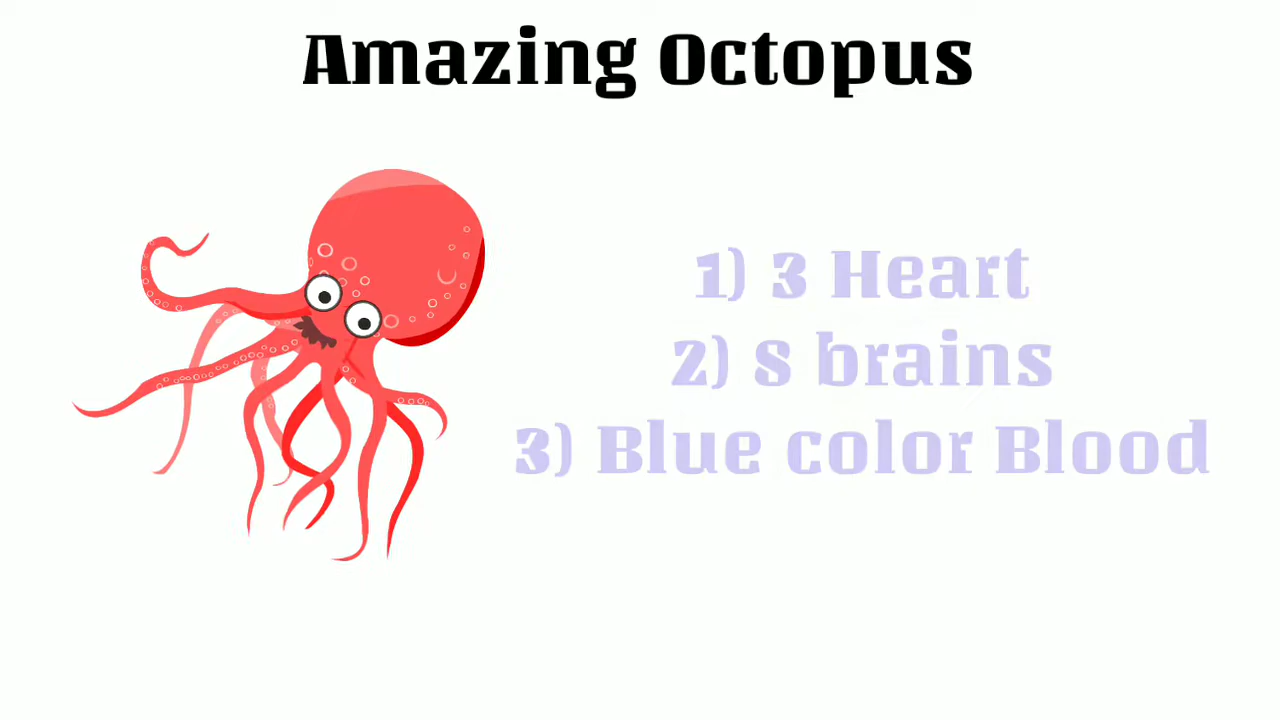 Amazing Octopus
1) 3 Heart
2) 8 brains
3) Blue color Blood